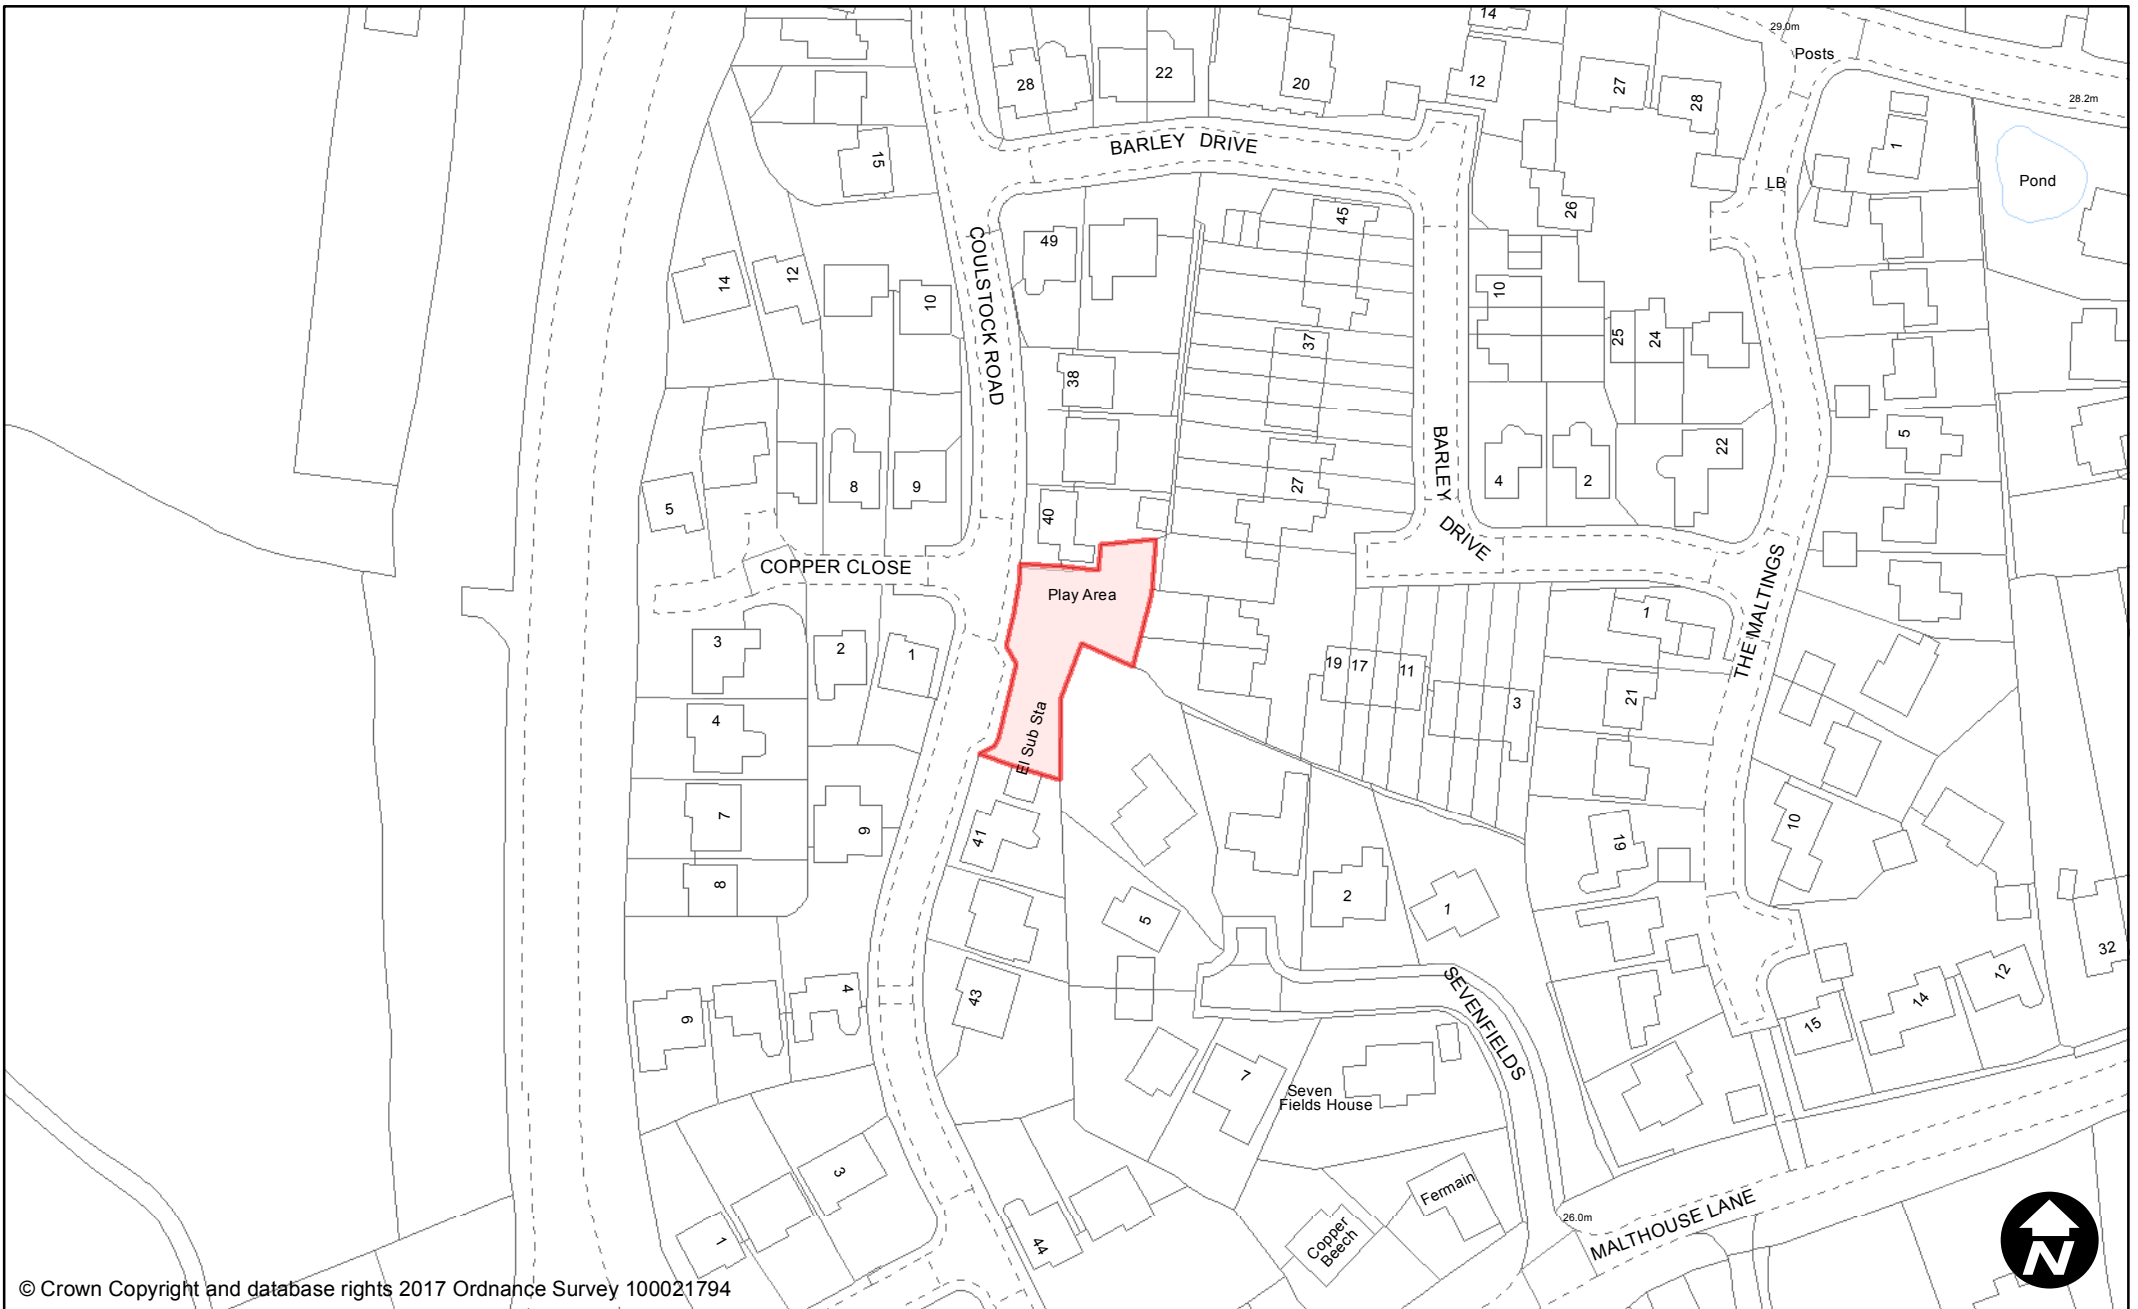 14
29.0m
Posts
28
22
20
12
27
28
28.2m
BARLEY DRIVE
1
15
LB
Pond
26
45
49
COULSTOCK ROAD
14
12
10
10
37
25
24
38
BARLEY
DRIVE
5
22
8
9
27
4
2
5
40
COPPER CLOSE
Play Area
THE MALTINGS
1
3
2
1
19
17
11
3
21
4
El Sub Sta
7
9
41
10
19
8
2
1
5
32
43
SEVENFIELDS
12
14
15
4
6
7
Seven
Fields House
3
Fermain
1
44
Copper
Beech
26.0m
MALTHOUSE LANE
N
© Crown Copyright and database rights 2017 Ordnance Survey 100021794